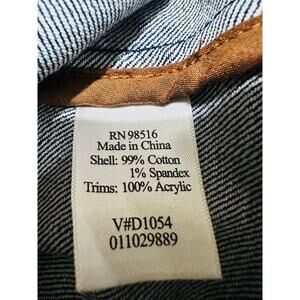 RN 98516
Made in China
Shell: 99% Cotton
1% Spandex
Trims: 100% Acrylic
V#D1054
011029889